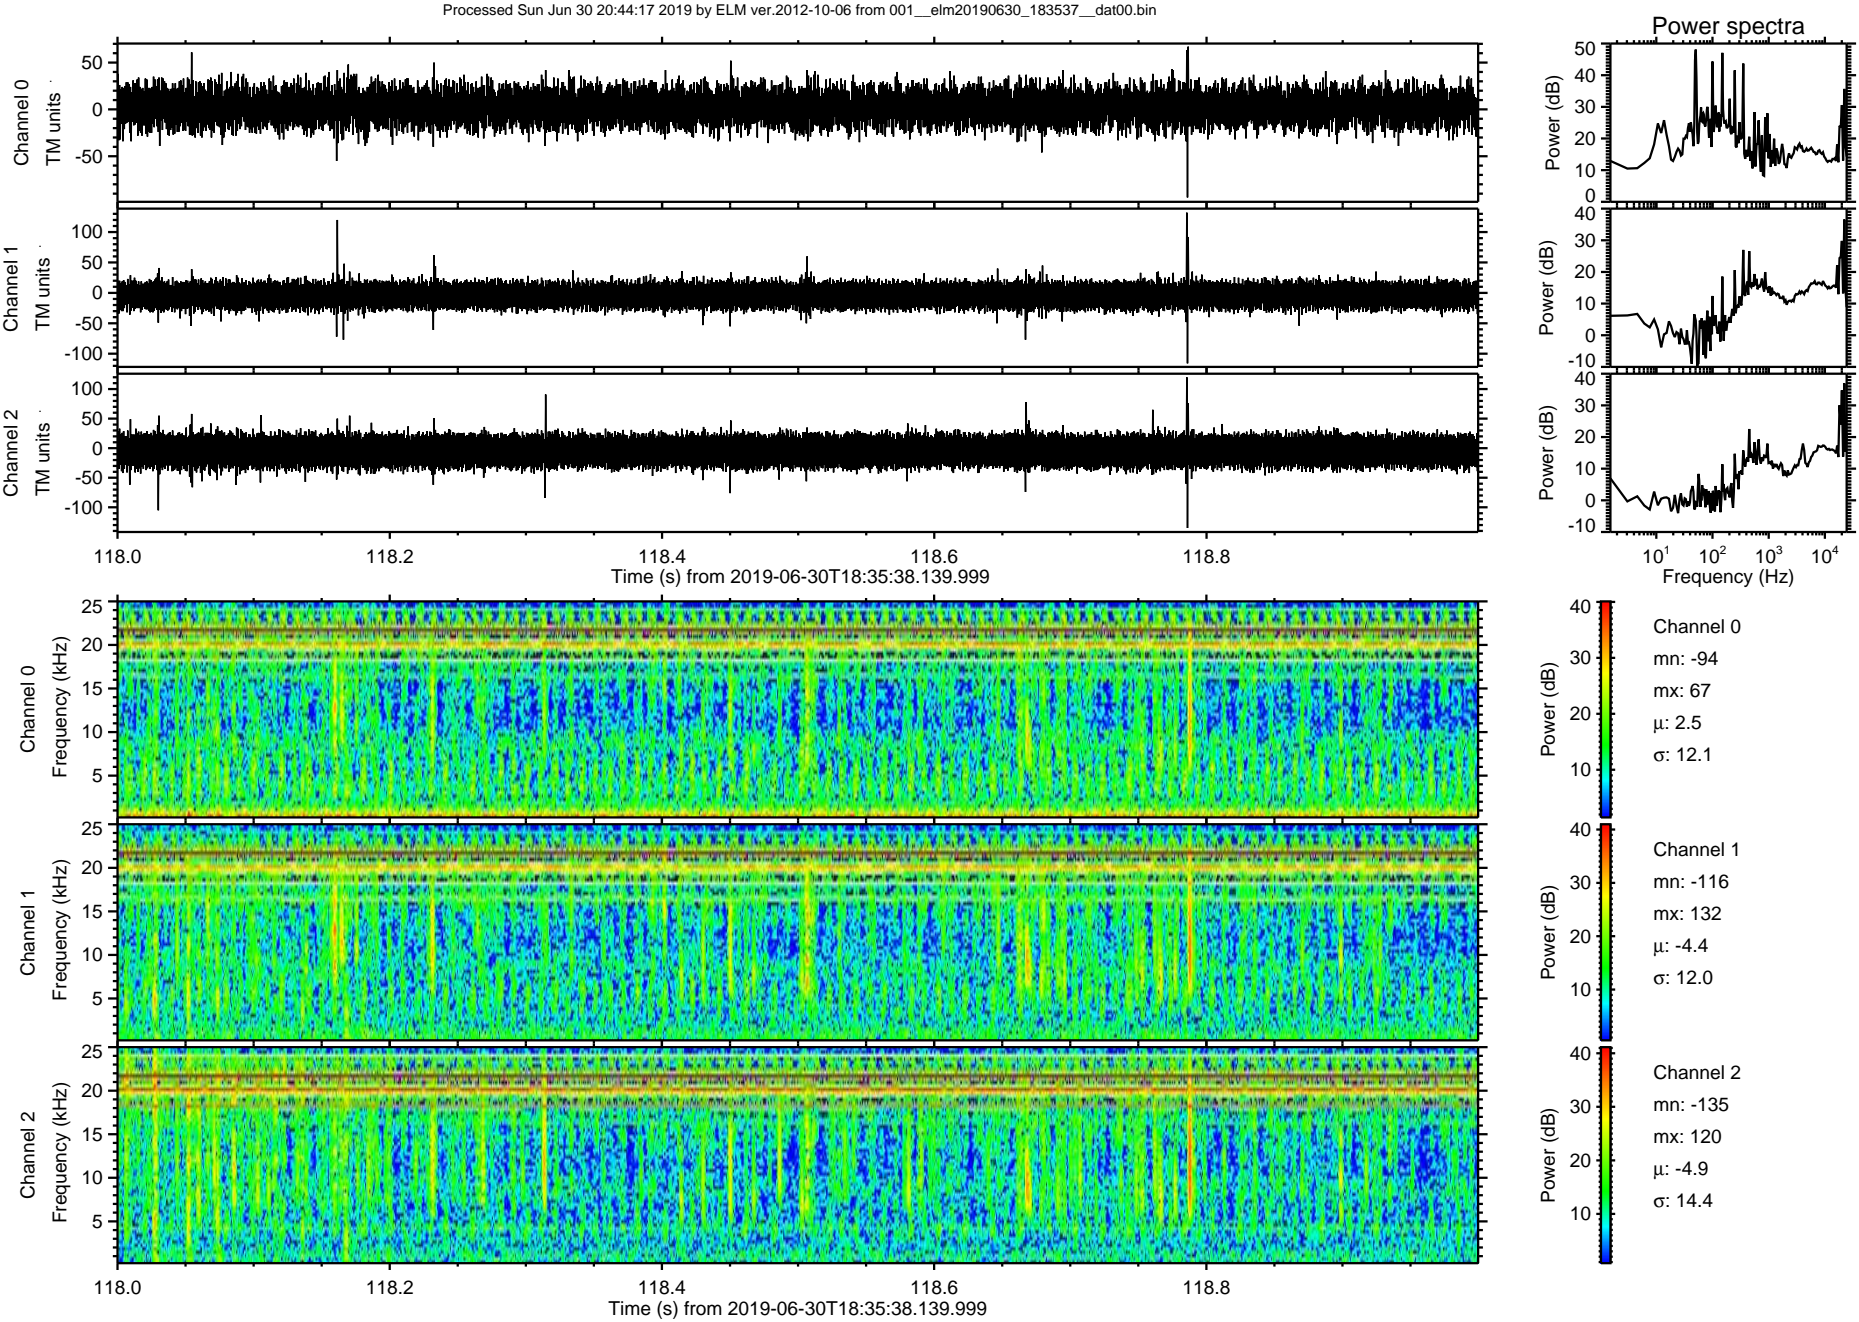 Processed Sun Jun 30 20:44:17 2019 by ELM ver.2012-10-06 from 001__elm20190630_183537__dat00.bin
Power spectra
Channel 0
TM units
50
0
-50
Power (dB)
50
40
30
20
10
0
Channel 1
TM units
100
50
0
-50
-100
Power (dB)
40
30
20
10
0
-10
Channel 2
TM units
100
50
0
-50
-100
Power (dB)
40
30
20
10
0
-10
118.0 118.2 118.4 118.6 118.8
Time (s) from 2019-06-30T18:35:38.139.999
10¹ 10² 10³ 10⁴
Frequency (Hz)
Channel 0
Frequency (kHz)
25
20
15
10
5
Power (dB)
40
30
20
10
Channel 0
mn: -94
mx: 67
μ: 2.5
σ: 12.1
Channel 1
Frequency (kHz)
25
20
15
10
5
Power (dB)
40
30
20
10
Channel 1
mn: -116
mx: 132
μ: -4.4
σ: 12.0
Channel 2
Frequency (kHz)
25
20
15
10
5
Power (dB)
40
30
20
10
Channel 2
mn: -135
mx: 120
μ: -4.9
σ: 14.4
118.0 118.2 118.4 118.6 118.8
Time (s) from 2019-06-30T18:35:38.139.999